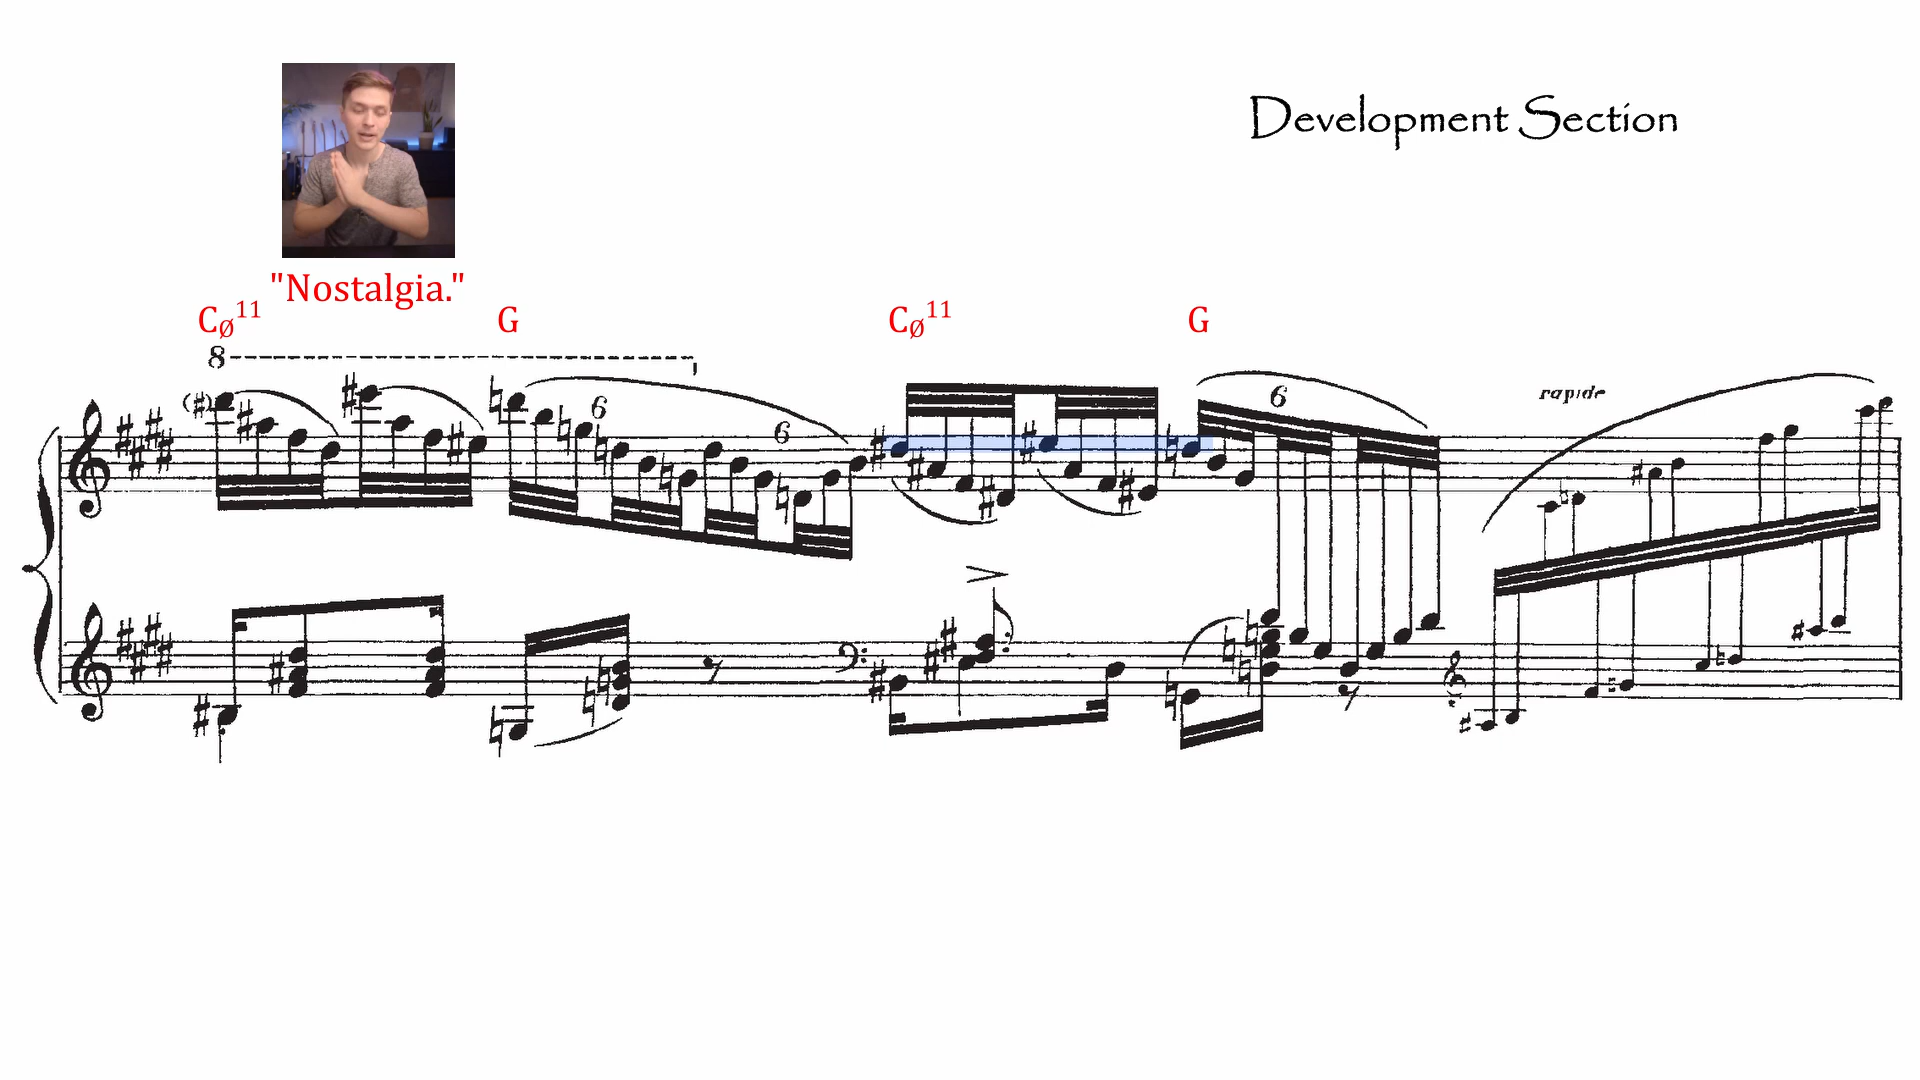 Development Section
"Nostalgia."
CØ11 G CØ11 G
8
6 6 6
rapide